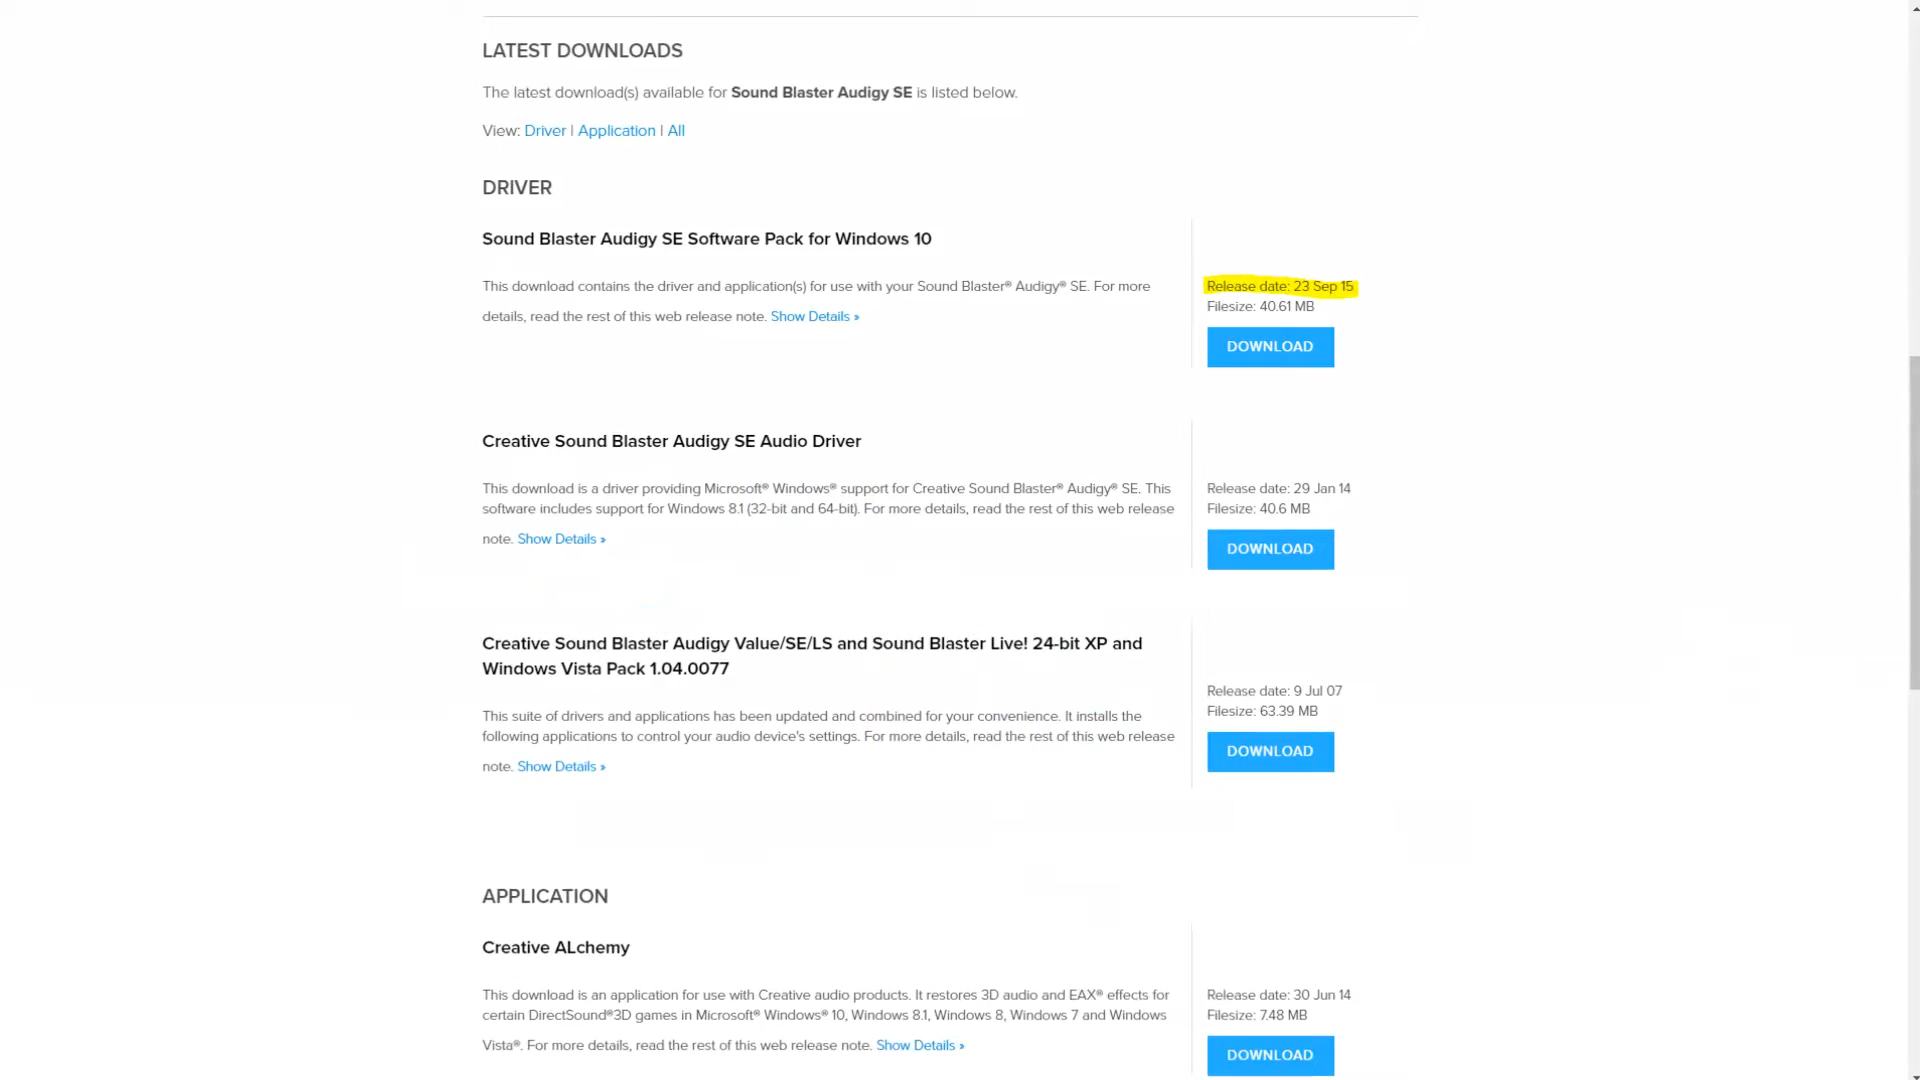 LATEST DOWNLOADS
The latest download(s) available for Sound Blaster Audigy SE is listed below.
View: Driver | Application | All
DRIVER
Sound Blaster Audigy SE Software Pack for Windows 10
This download contains the driver and application(s) for use with your Sound Blaster® Audigy® SE. For more
details, read the rest of this web release note. Show Details »
Release date: 23 Sep 15
Filesize: 40.61 MB
DOWNLOAD
Creative Sound Blaster Audigy SE Audio Driver
This download is a driver providing Microsoft® Windows® support for Creative Sound Blaster® Audigy® SE. This
software includes support for Windows 8.1 (32-bit and 64-bit). For more details, read the rest of this web release
note. Show Details »
Release date: 29 Jan 14
Filesize: 40.6 MB
DOWNLOAD
Creative Sound Blaster Audigy Value/SE/LS and Sound Blaster Live! 24-bit XP and
Windows Vista Pack 1.04.0077
This suite of drivers and applications has been updated and combined for your convenience. It installs the
following applications to control your audio device's settings. For more details, read the rest of this web release
note. Show Details »
Release date: 9 Jul 07
Filesize: 63.39 MB
DOWNLOAD
APPLICATION
Creative ALchemy
This download is an application for use with Creative audio products. It restores 3D audio and EAX® effects for
certain DirectSound®3D games in Microsoft® Windows® 10, Windows 8.1, Windows 8, Windows 7 and Windows
Vista®. For more details, read the rest of this web release note. Show Details »
Release date: 30 Jun 14
Filesize: 7.48 MB
DOWNLOAD